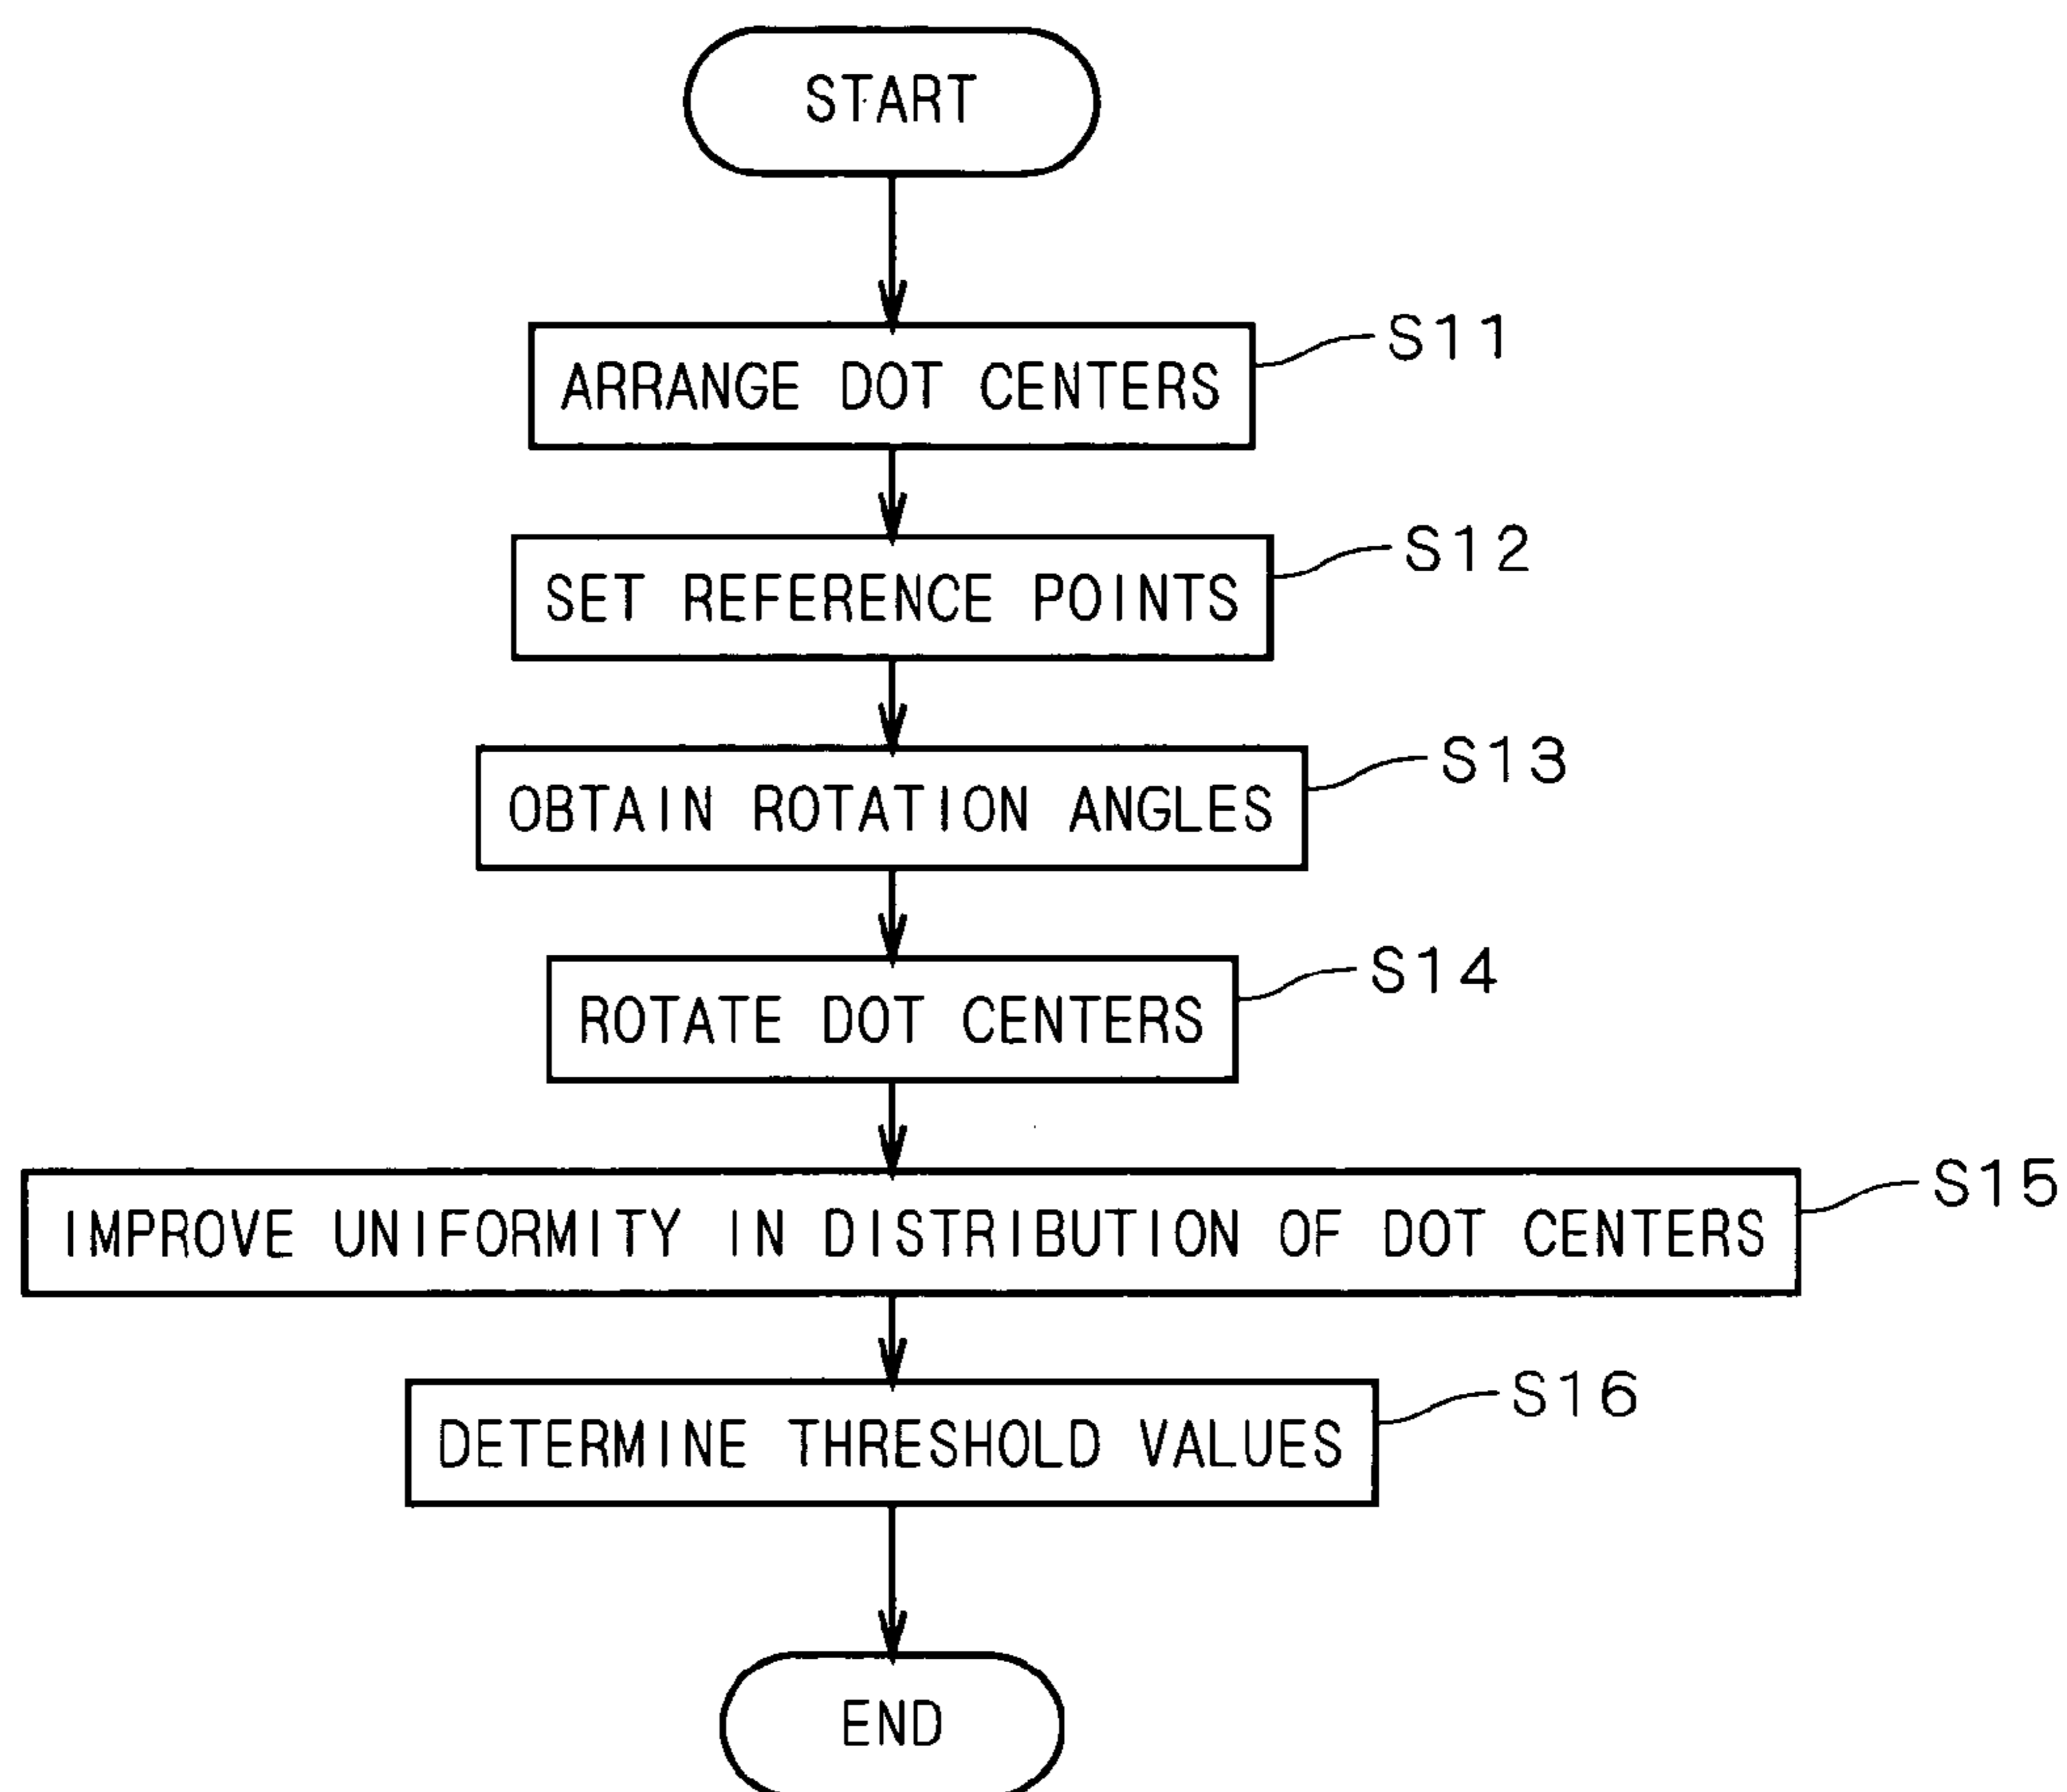 START
ARRANGE DOT CENTERS
S11
SET REFERENCE POINTS
S12
OBTAIN ROTATION ANGLES
S13
ROTATE DOT CENTERS
S14
IMPROVE UNIFORMITY IN DISTRIBUTION OF DOT CENTERS
S15
DETERMINE THRESHOLD VALUES
S16
END